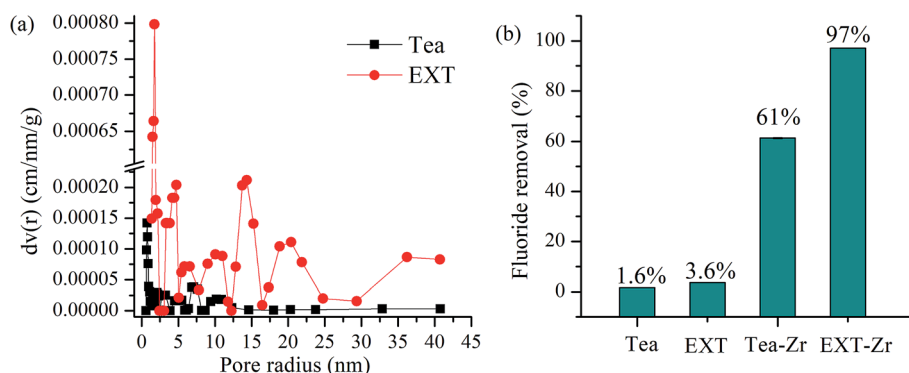 (a)
Tea
EXT
dv(r) (cm/nm/g)
0.00080
0.00075
0.00065
0.00020
0.00015
0.00010
0.00005
0.00000
0 5 10 15 20 25 30 35 40 45
Pore radius (nm)
(b)
Fluoride removal (%)
100
80
60
40
20
0
1.6%
3.6%
61%
97%
Tea EXT Tea-Zr EXT-Zr